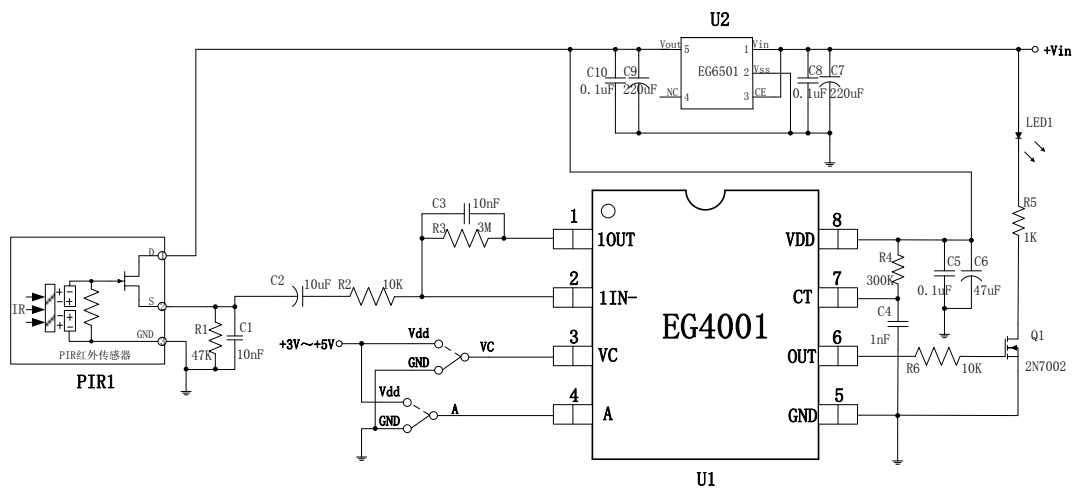 U2
Vout 5 1 Vin
+Vin
C10 C9 EG6501 2 Vss C8 C7
0.1uF 220uF NC 4 3 CE 0.1uF 220uF
LED1
C3 10nF
R3 3M
R5
1K
1 1OUT
8 VDD
D
C2 10uF R2 10K
2 1IN-
R4
300K
C5 C6
0.1uF 47uF
7 CT
IR
S
R1 C1
47K 10nF
GND
C4
1nF
EG4001
PIR红外传感器
PIR1
+3V～+5V
Vdd
GND
VC
3 VC
6 OUT
R6 10K
Q1
2N7002
Vdd
GND
A
4 A
5 GND
U1